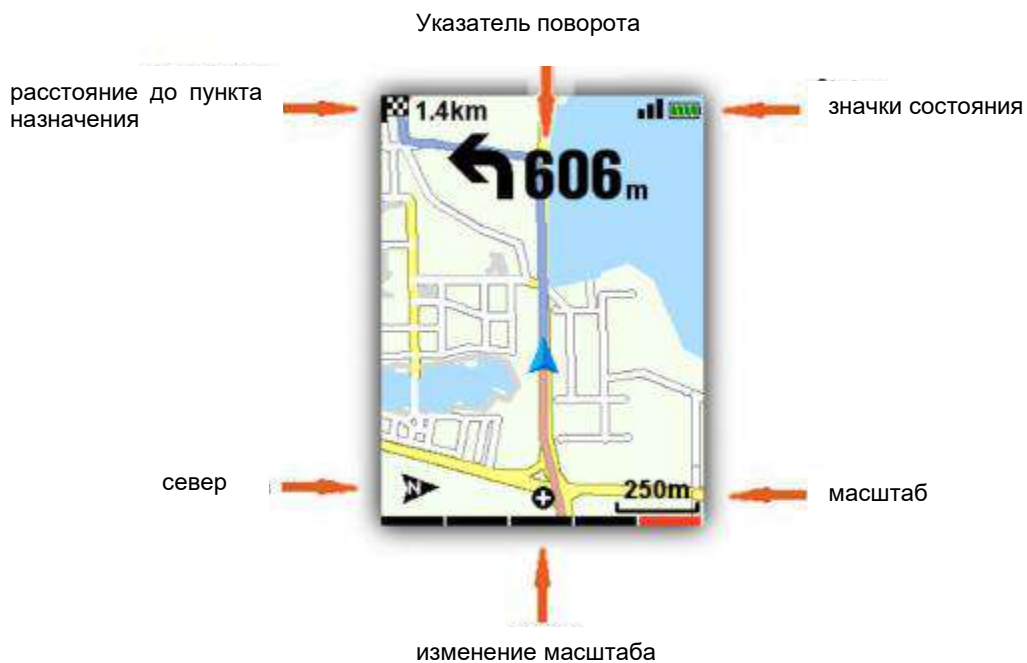 Указатель поворота
расстояние до пункта
назначения
значки состояния
1.4km
606m
север
N
250m
масштаб
изменение масштаба